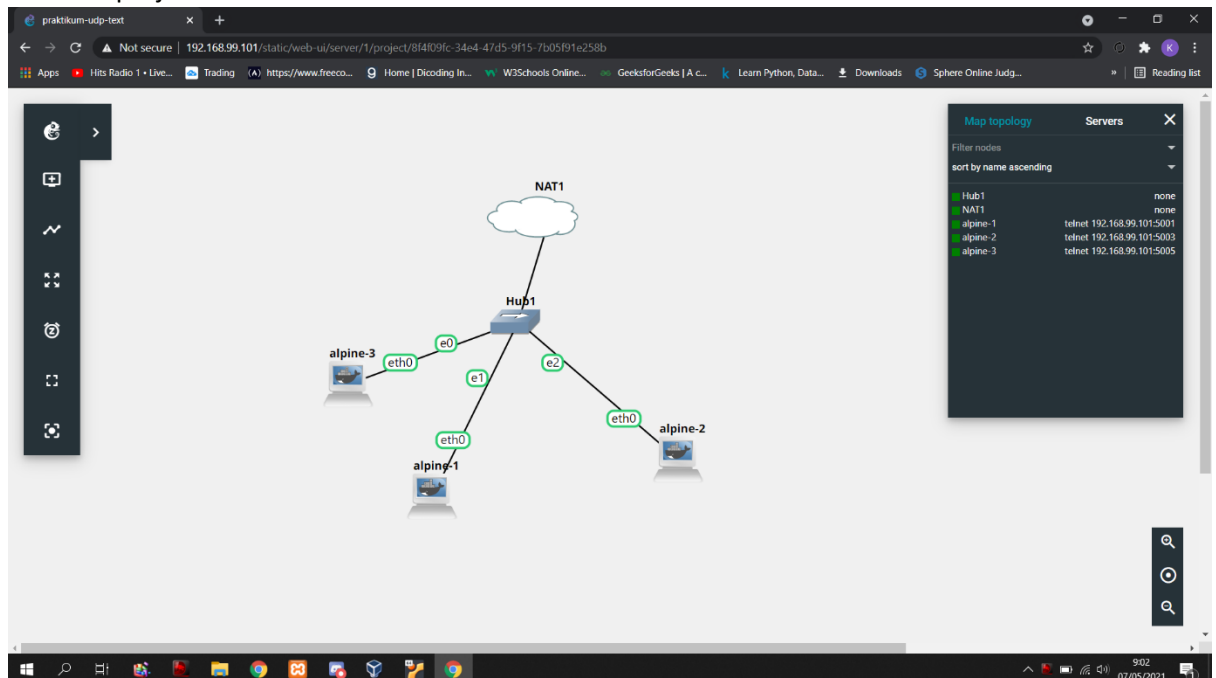 praktikum-udp-text
Not secure | 192.168.99.101/static/web-ui/server/1/project/8f4f09fc-34e4-47d5-9f15-7b05f91e258b
K
Apps Hits Radio 1 • Live... Trading https://www.freeco... Home | Dicoding In... W3Schools Online... GeeksforGeeks | A c... Learn Python, Data... Downloads Sphere Online Judg... » Reading list
Map topology Servers
Filter nodes
sort by name ascending
Hub1 none
NAT1 none
alpine-1 telnet 192.168.99.101:5001
alpine-2 telnet 192.168.99.101:5003
alpine-3 telnet 192.168.99.101:5005
NAT1
Hub1
alpine-3
e0
eth0
e1
e2
eth0
alpine-2
eth0
alpine-1
9:02
07/05/2021